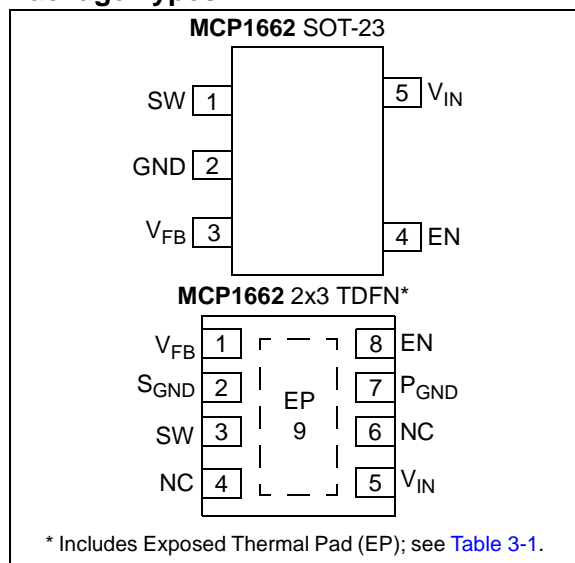 MCP1662 SOT-23
SW 1
5 VIN
GND 2
VFB 3
4 EN
MCP1662 2x3 TDFN*
VFB 1
8 EN
SGND 2
EP
7 PGND
SW 3
9
6 NC
NC 4
5 VIN
* Includes Exposed Thermal Pad (EP); see Table 3-1.